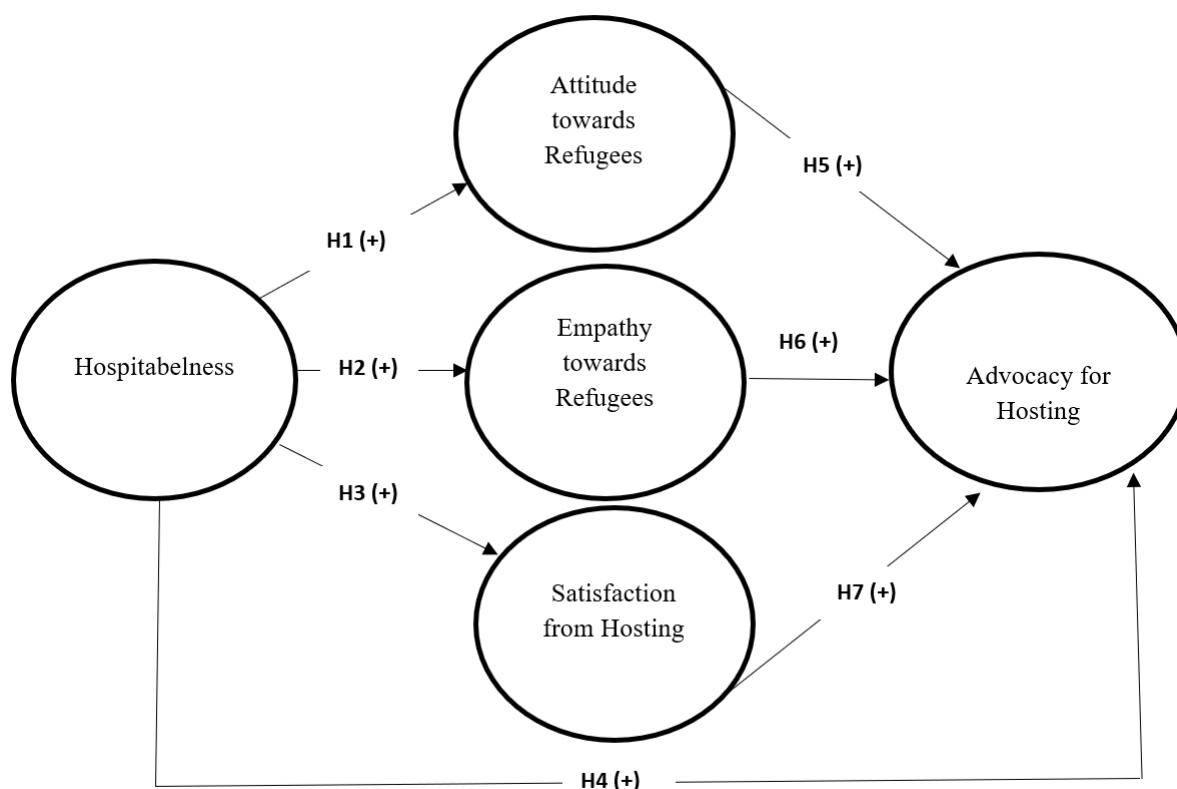 Attitude
towards
Refugees
H5 (+)
H1 (+)
Hospitabelness
H2 (+)
Empathy
towards
Refugees
H6 (+)
Advocacy for
Hosting
H3 (+)
Satisfaction
from Hosting
H7 (+)
H4 (+)